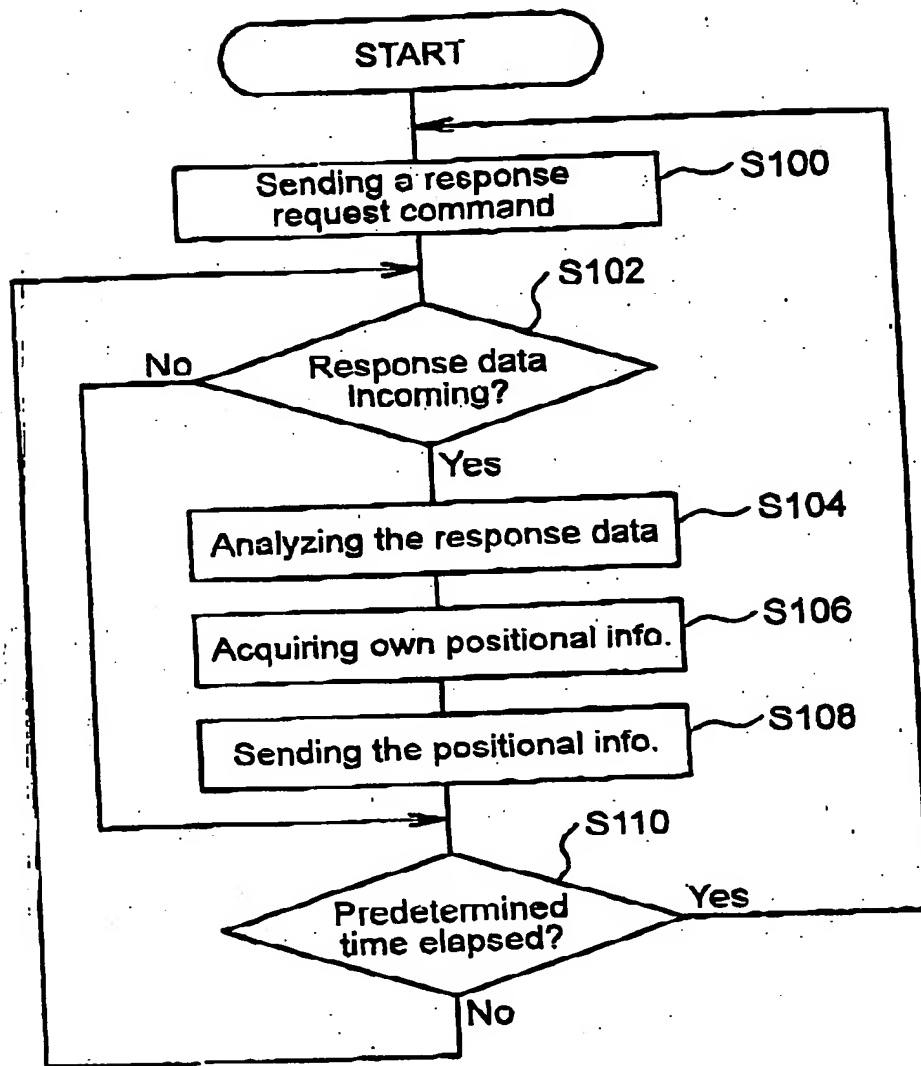 START
Sending a response
request command
S100
S102
No
Response data
Incoming?
Yes
Analyzing the response data
S104
Acquiring own positional info.
S106
Sending the positional info.
S108
S110
Predetermined
time elapsed?
Yes
No